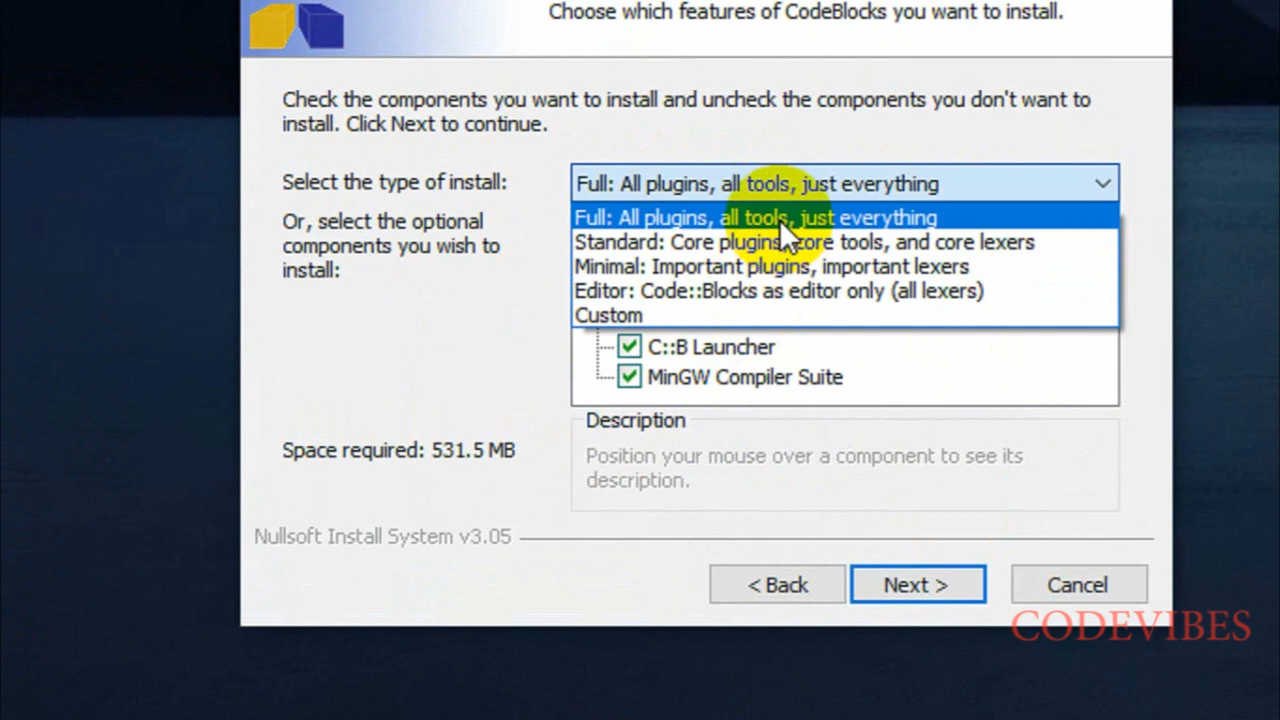 Choose which features of CodeBlocks you want to install.
Check the components you want to install and uncheck the components you don't want to
install. Click Next to continue.
Select the type of install:
Full: All plugins, all tools, just everything
Or, select the optional
components you wish to
install:
Full: All plugins, all tools, just everything
Standard: Core plugins, core tools, and core lexers
Minimal: Important plugins, important lexers
Editor: Code::Blocks as editor only (all lexers)
Custom
C::B Launcher
MinGW Compiler Suite
Space required: 531.5 MB
Description
Position your mouse over a component to see its
description.
Nullsoft Install System v3.05
< Back
Next >
Cancel
CODEVIBES